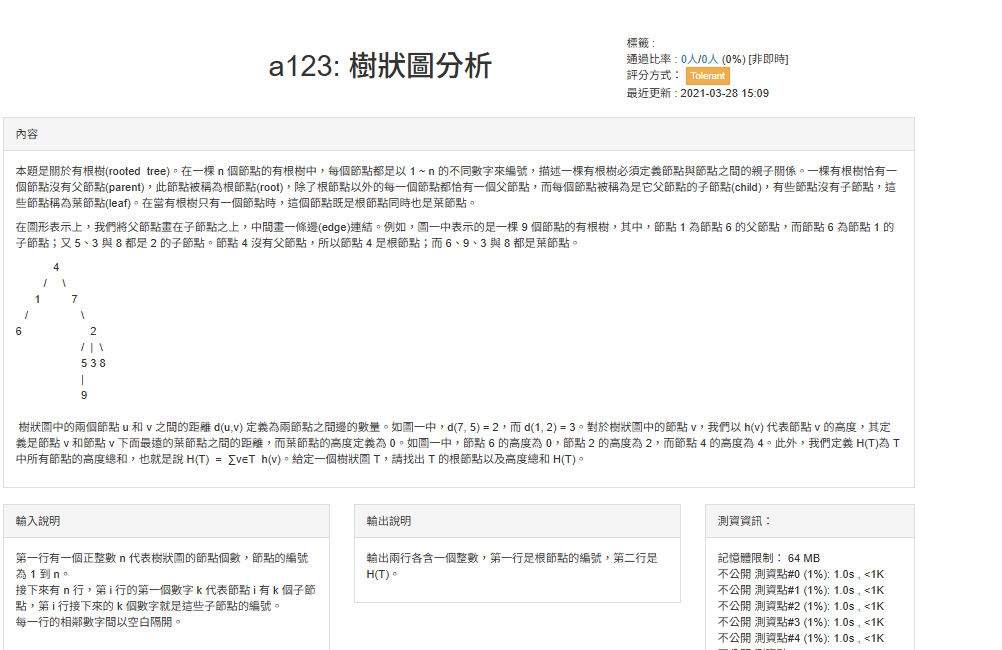 a123: 樹狀圖分析
標籤 :
通過比率 : 0人/0人 (0%) [非即時]
評分方式： Tolerant
最近更新 : 2021-03-28 15:09
內容
本題是關於有根樹(rooted tree)。在一棵 n 個節點的有根樹中，每個節點都是以 1 ~ n 的不同數字來編號，描述一棵有根樹必須定義節點與節點之間的親子關係。一棵有根樹恰有一
個節點沒有父節點(parent)，此節點被稱為根節點(root)，除了根節點以外的每一個節點都恰有一個父節點，而每個節點被稱為是它父節點的子節點(child)，有些節點沒有子節點，這
些節點稱為葉節點(leaf)。在當有根樹只有一個節點時，這個節點既是根節點同時也是葉節點。
在圖形表示上，我們將父節點畫在子節點之上，中間畫一條邊(edge)連結。例如，圖一中表示的是一棵 9 個節點的有根樹，其中，節點 1 為節點 6 的父節點，而節點 6 為節點 1 的
子節點；又 5、3 與 8 都是 2 的子節點。節點 4 沒有父節點，所以節點 4 是根節點；而 6、9、3 與 8 都是葉節點。
4
/ \
1 7
/ \
6 2
/ | \
5 3 8
|
9
樹狀圖中的兩個節點 u 和 v 之間的距離 d(u,v) 定義為兩節點之間邊的數量。如圖一中，d(7, 5) = 2，而 d(1, 2) = 3。對於樹狀圖中的節點 v，我們以 h(v) 代表節點 v 的高度，其定
義是節點 v 和節點 v 下面最遠的葉節點之間的距離，而葉節點的高度定義為 0。如圖一中，節點 6 的高度為 0，節點 2 的高度為 2，而節點 4 的高度為 4。此外，我們定義 H(T)為 T
中所有節點的高度總和，也就是說 H(T) = ∑v∈T h(v)。給定一個樹狀圖 T，請找出 T 的根節點以及高度總和 H(T)。
輸入說明
第一行有一個正整數 n 代表樹狀圖的節點個數，節點的編號
為 1 到 n。
接下來有 n 行，第 i 行的第一個數字 k 代表節點 i 有 k 個子節
點，第 i 行接下來的 k 個數字就是這些子節點的編號。
每一行的相鄰數字間以空白隔開。
輸出說明
輸出兩行各含一個整數，第一行是根節點的編號，第二行是
H(T)。
測資資訊：
記憶體限制： 64 MB
不公開 測資點#0 (1%): 1.0s , <1K
不公開 測資點#1 (1%): 1.0s , <1K
不公開 測資點#2 (1%): 1.0s , <1K
不公開 測資點#3 (1%): 1.0s , <1K
不公開 測資點#4 (1%): 1.0s , <1K